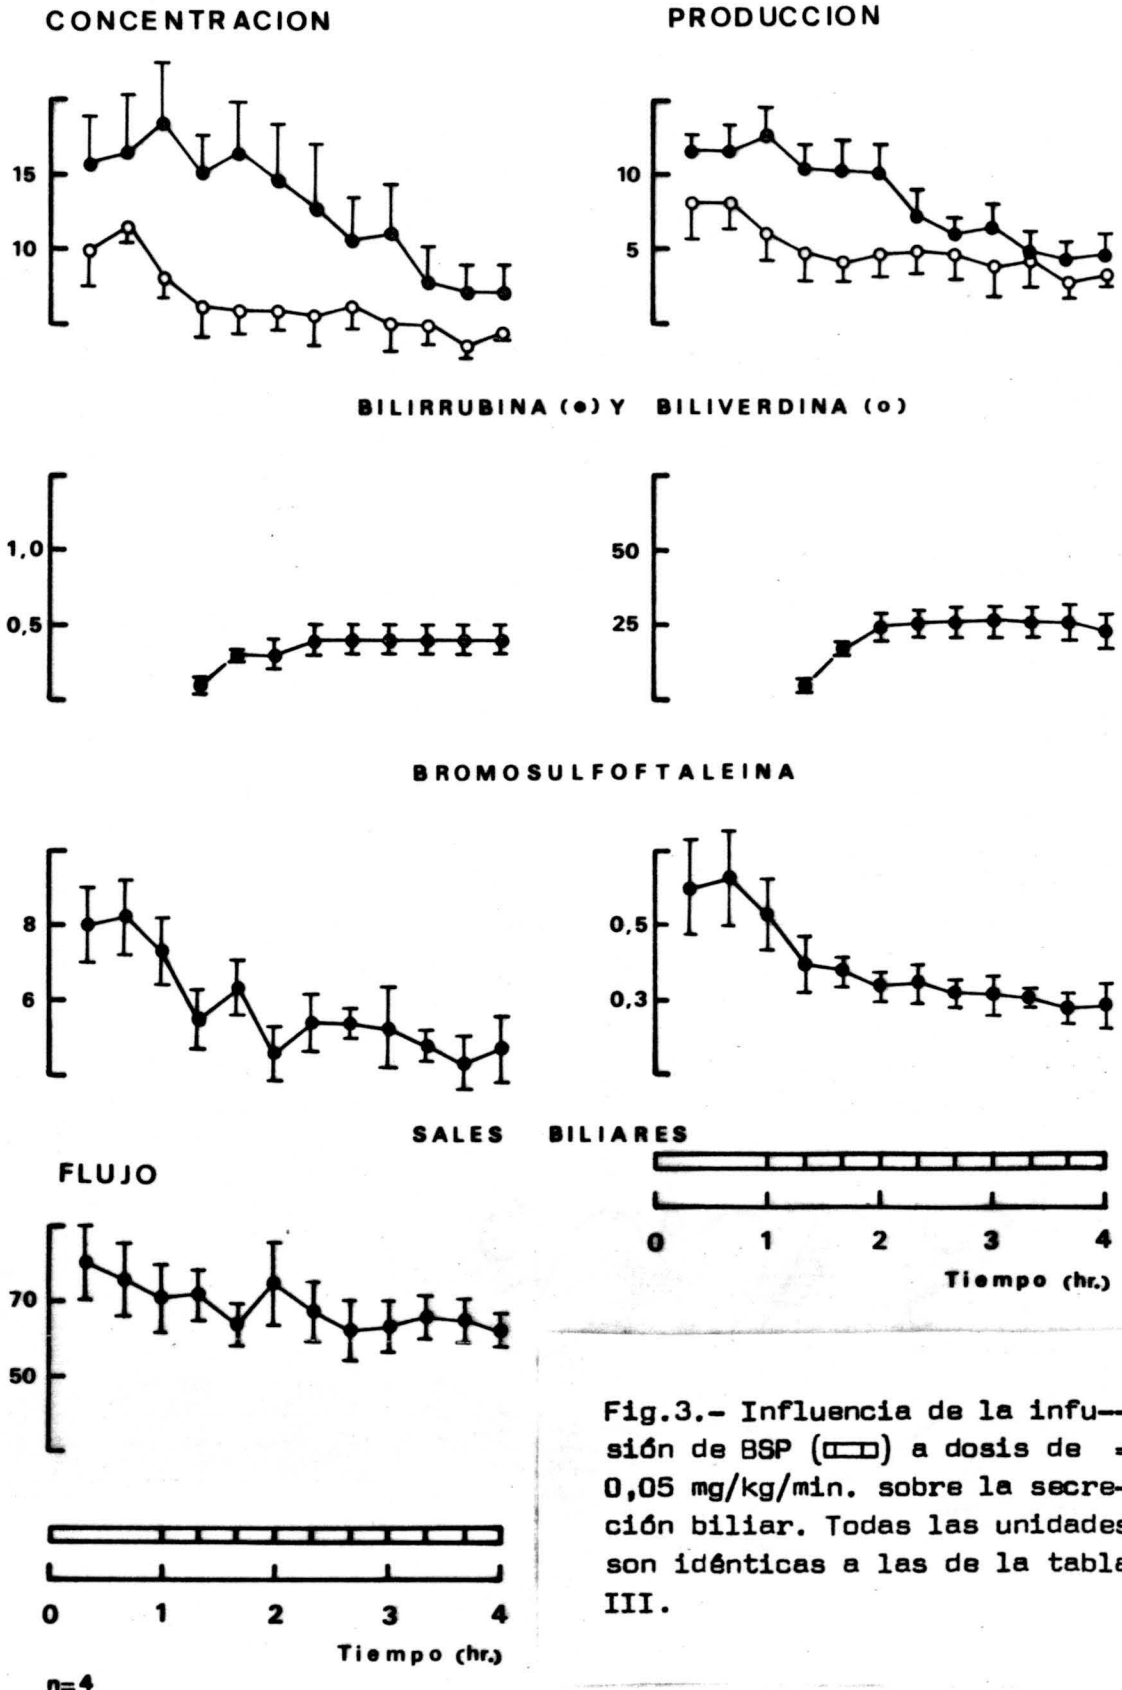 CONCENTRACION
PRODUCCION
15
10
10
5
BILIRRUBINA (●) Y BILIVERDINA (o)
1,0
0,5
50
25
BROMOSULFOFTALEINA
8
6
0,5
0,3
SALES BILIARES
FLUJO
70
50
0 1 2 3 4
Tiempo (hr.)
0 1 2 3 4
Tiempo (hr.)
n=4
Fig.3.- Influencia de la infu-
sión de BSP ( ) a dosis de =
0,05 mg/kg/min. sobre la secre-
ción biliar. Todas las unidades
son idénticas a las de la tabla
III.